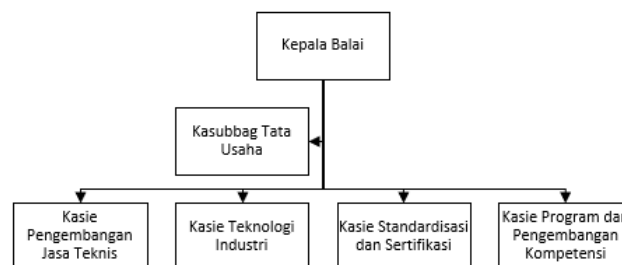 Kepala Balai
Kasubbag Tata
Usaha
Kasie
Pengembangan
Jasa Teknis
Kasie Teknologi
Industri
Kasie Standardisasi
dan Sertifikasi
Kasie Program dan
Pengembangan
Kompetensi